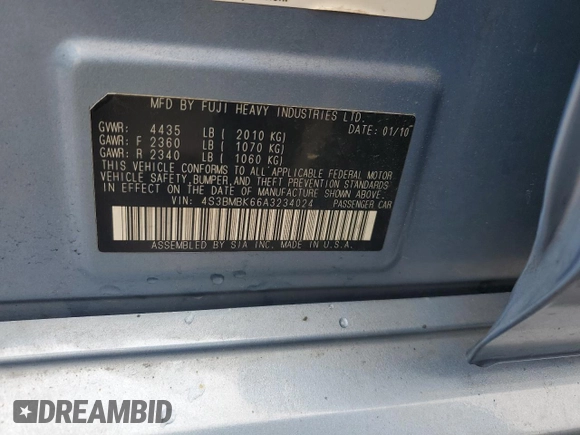 MFD BY FUJI HEAVY INDUSTRIES LTD.
GVWR: 4435 LB ( 2010 KG) DATE: 01/10
GAWR: F 2360 LB ( 1070 KG)
GAWR: R 2340 LB ( 1060 KG)
THIS VEHICLE CONFORMS TO ALL APPLICABLE FEDERAL MOTOR
VEHICLE SAFETY, BUMPER, AND THEFT PREVENTION STANDARDS
IN EFFECT ON THE DATE OF MANUFACTURE SHOWN ABOVE.
VIN: 4S3BMBK66A3234024 PASSENGER CAR
ASSEMBLED BY SIA INC. MADE IN U.S.A.
DREAMBID